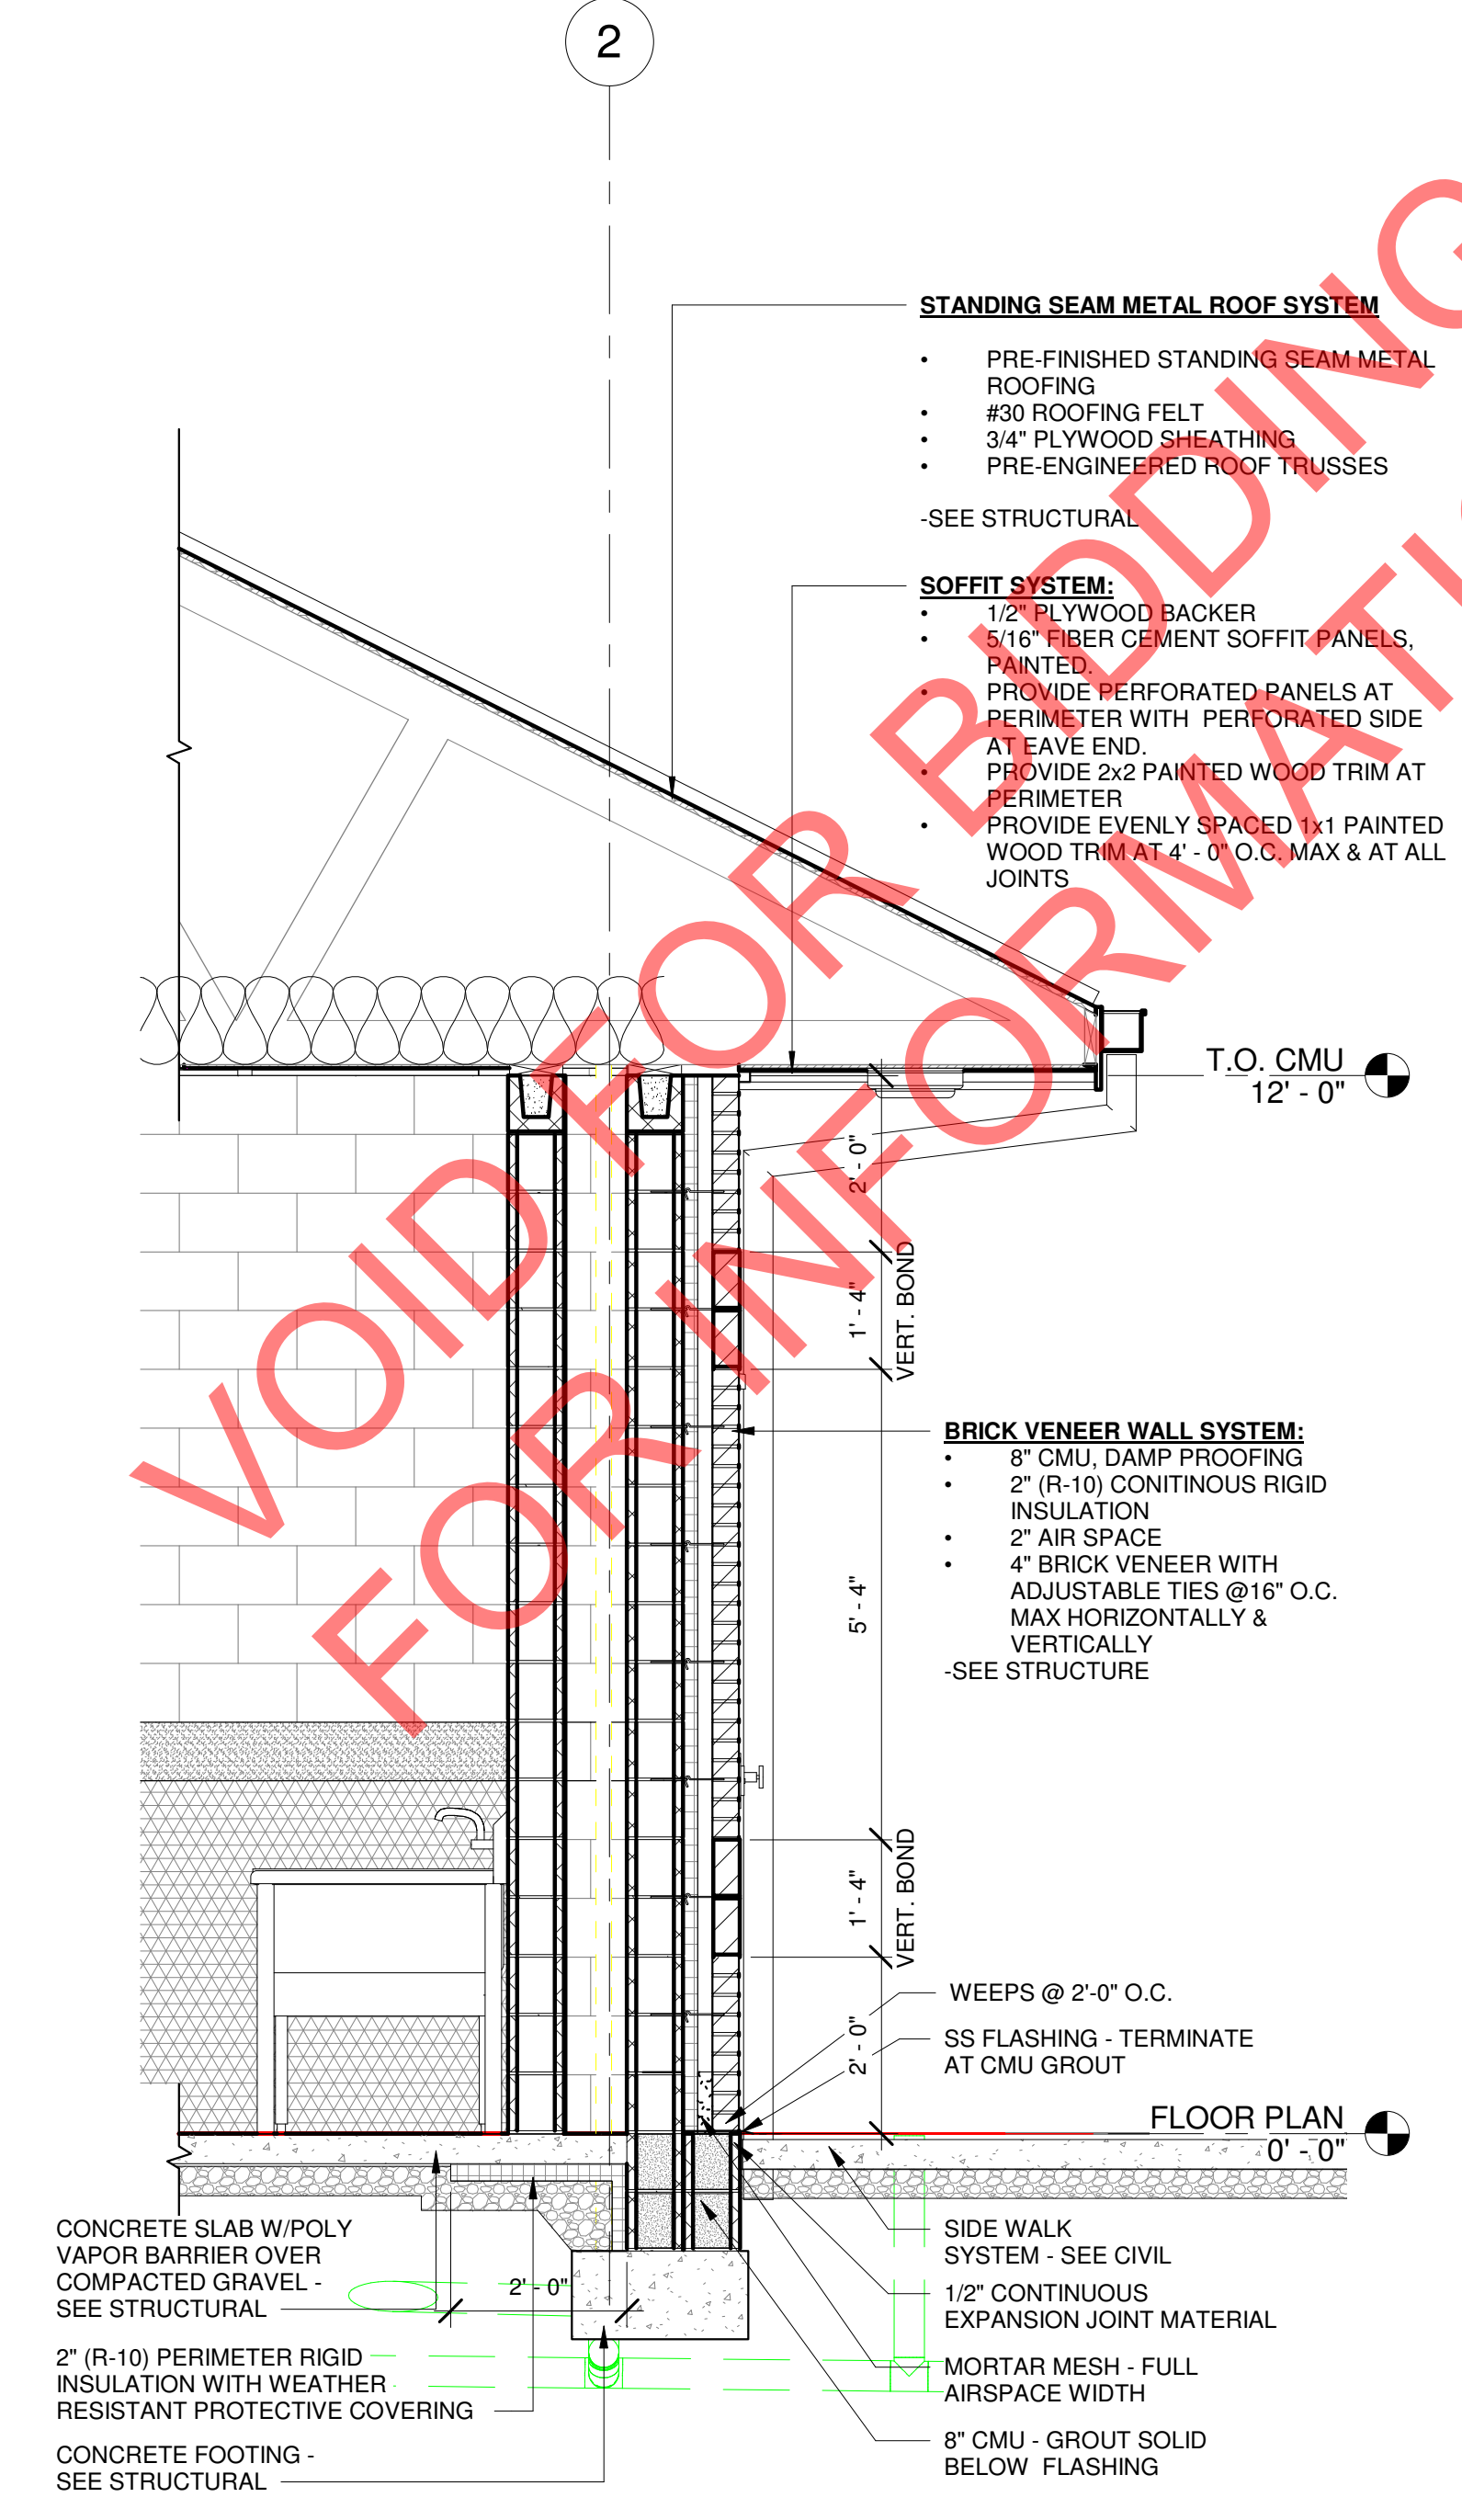 2
STANDING SEAM METAL ROOF SYSTEM
• PRE-FINISHED STANDING SEAM METAL
ROOFING
• #30 ROOFING FELT
• 3/4" PLYWOOD SHEATHING
• PRE-ENGINEERED ROOF TRUSSES
-SEE STRUCTURAL
SOFFIT SYSTEM:
• 1/2" PLYWOOD BACKER
• 5/16" FIBER CEMENT SOFFIT PANELS,
PAINTED.
• PROVIDE PERFORATED PANELS AT
PERIMETER WITH PERFORATED SIDE
AT EAVE END.
• PROVIDE 2x2 PAINTED WOOD TRIM AT
PERIMETER
• PROVIDE EVENLY SPACED 1x1 PAINTED
WOOD TRIM AT 4' - 0" O.C. MAX & AT ALL
JOINTS
T.O. CMU
12' - 0"
2' - 0"
1' - 4"
VERT. BOND
5' - 4"
1' - 4"
VERT. BOND
2' - 0"
BRICK VENEER WALL SYSTEM:
• 8" CMU, DAMP PROOFING
• 2" (R-10) CONITINOUS RIGID
INSULATION
• 2" AIR SPACE
• 4" BRICK VENEER WITH
ADJUSTABLE TIES @16" O.C.
MAX HORIZONTALLY &
VERTICALLY
-SEE STRUCTURE
WEEPS @ 2'-0" O.C.
SS FLASHING - TERMINATE
AT CMU GROUT
FLOOR PLAN
0' - 0"
SIDE WALK
SYSTEM - SEE CIVIL
1/2" CONTINUOUS
EXPANSION JOINT MATERIAL
MORTAR MESH - FULL
AIRSPACE WIDTH
8" CMU - GROUT SOLID
BELOW FLASHING
CONCRETE SLAB W/POLY
VAPOR BARRIER OVER
COMPACTED GRAVEL -
SEE STRUCTURAL
2' - 0"
2" (R-10) PERIMETER RIGID
INSULATION WITH WEATHER
RESISTANT PROTECTIVE COVERING
CONCRETE FOOTING -
SEE STRUCTURAL
VOID FOR BIDDING
FOR INFORMATI